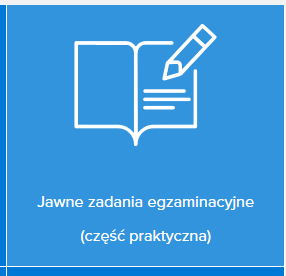 Jawne zadania egzaminacyjne
(część praktyczna)